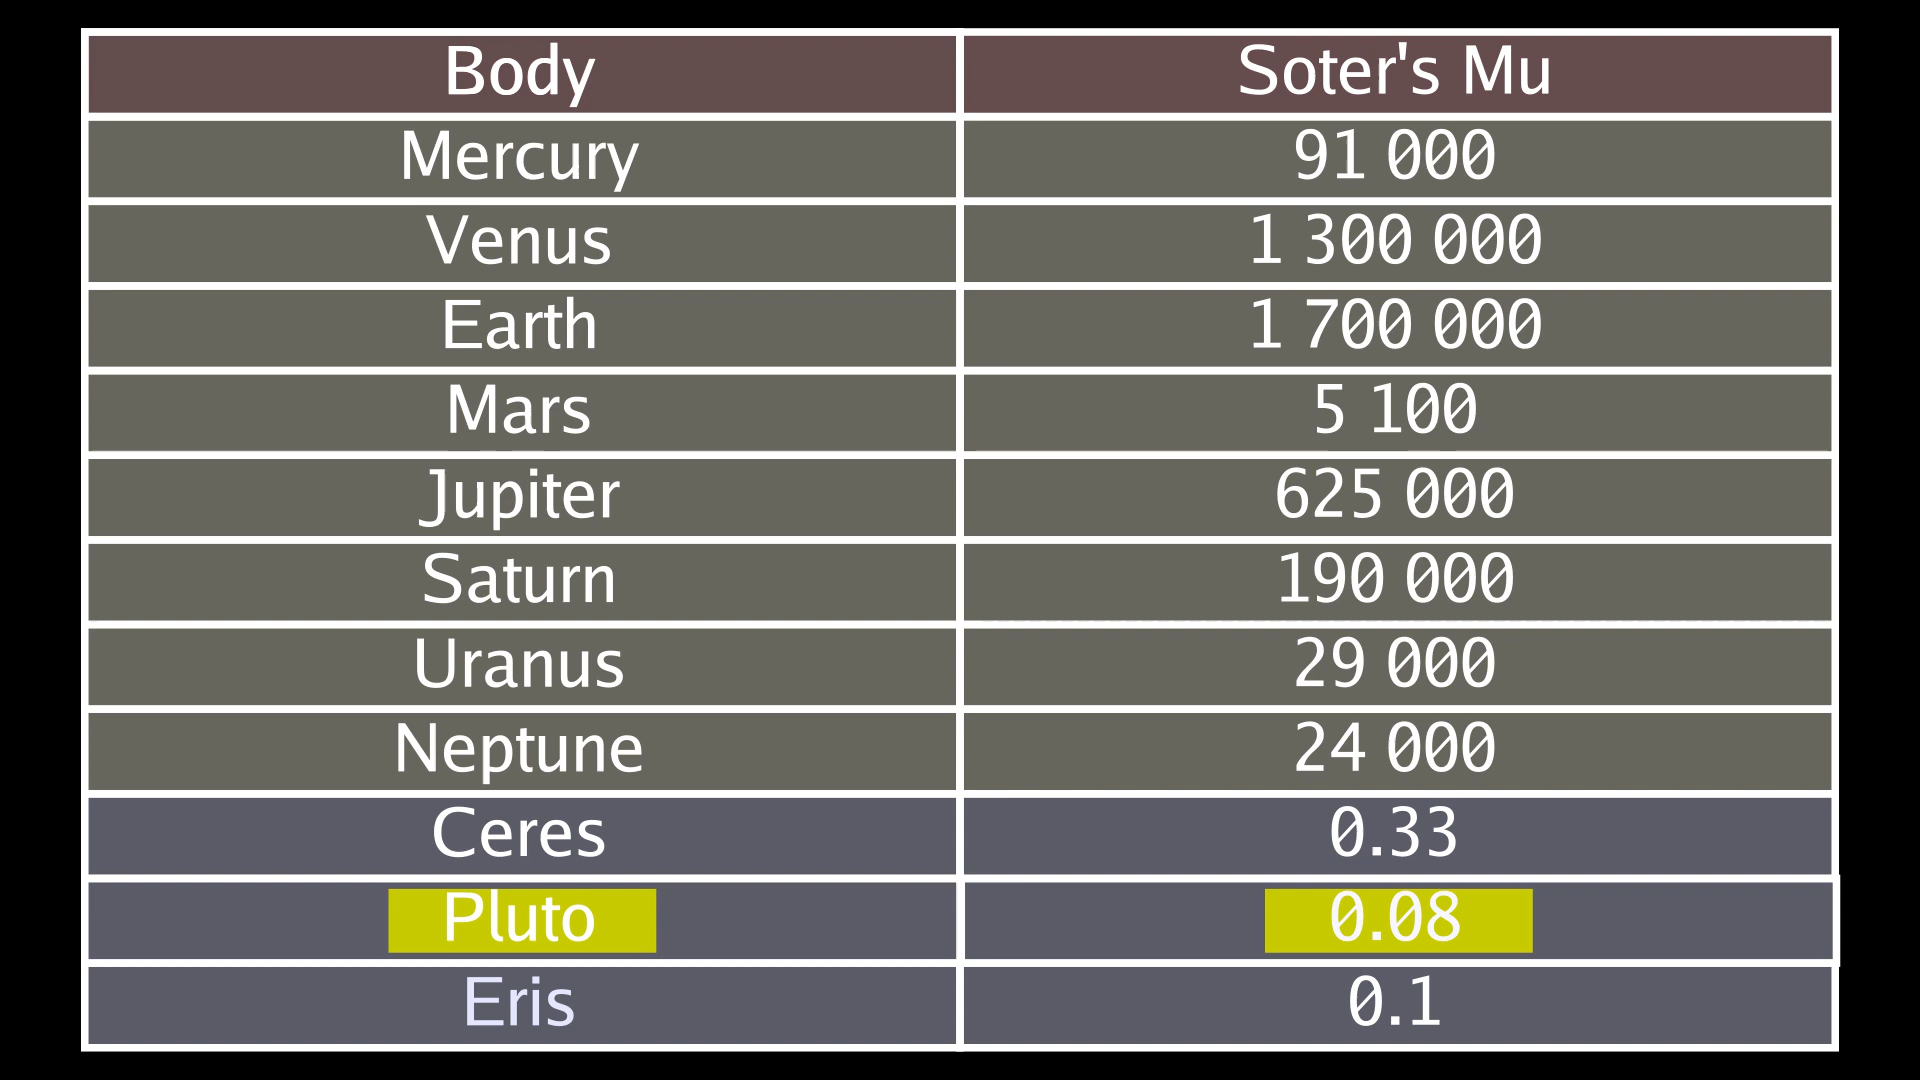 Body Soter's Mu
Mercury 91 000
Venus 1 300 000
Earth 1 700 000
Mars 5 100
Jupiter 625 000
Saturn 190 000
Uranus 29 000
Neptune 24 000
Ceres 0.33
Pluto 0.08
Eris 0.1